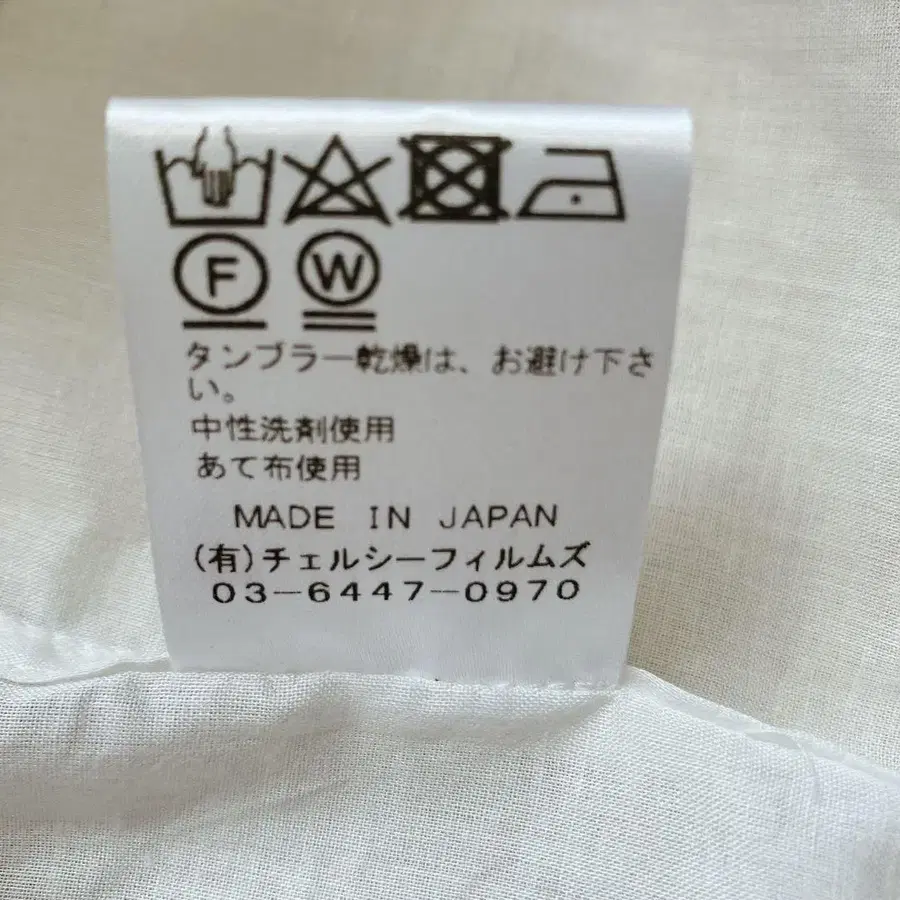 F W
タンブラー乾燥は、お避け下さ
い。
中性洗剤使用
あて布使用
MADE IN JAPAN
(有)チェルシーフィルムズ
03-6447-0970